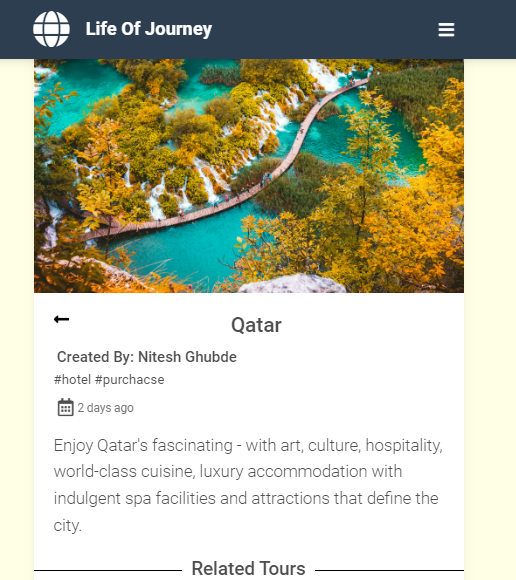 Life Of Journey
Qatar
Created By: Nitesh Ghubde
#hotel #purchacse
2 days ago
Enjoy Qatar's fascinating - with art, culture, hospitality,
world-class cuisine, luxury accommodation with
indulgent spa facilities and attractions that define the
city.
Related Tours